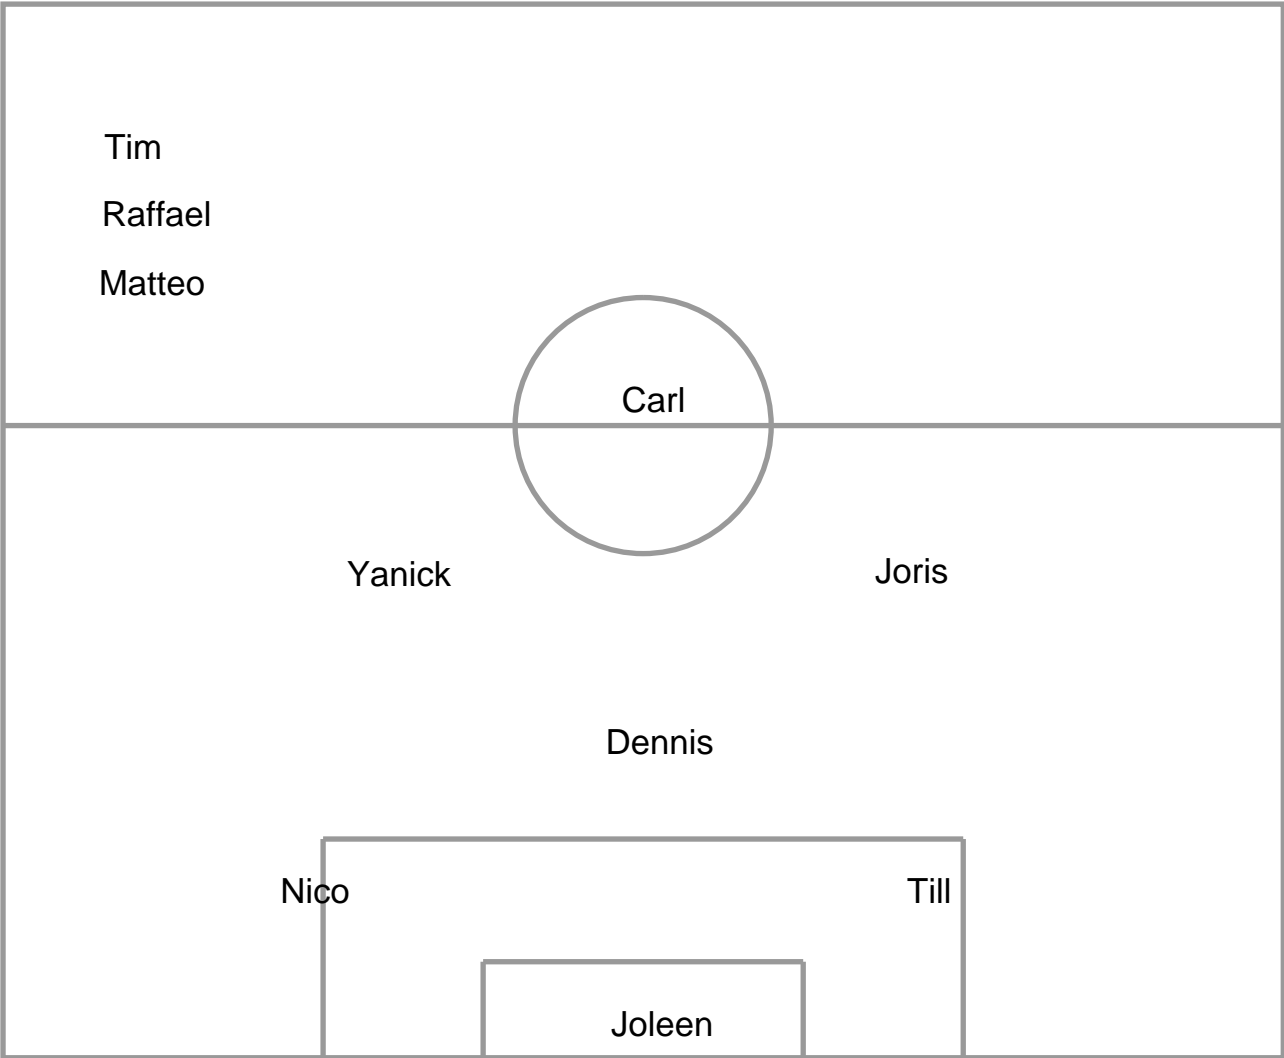 Tim
Raffael
Matteo
Carl
Yanick
Joris
Dennis
Nico
Till
Joleen